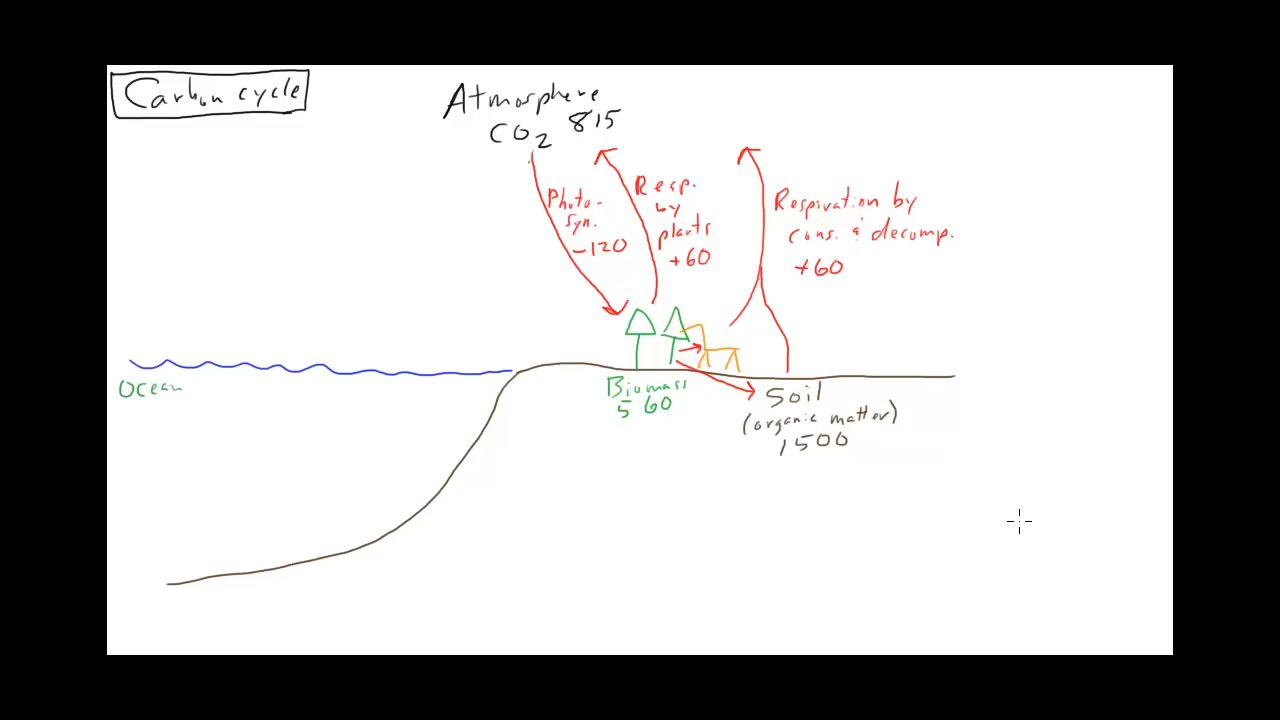 Carbon cycle
Atmosphere
CO2 815
Photo-
syn.
-120
Resp.
by
plants
+60
Respiration by
cons. & decomp.
+60
Ocean
Biomass
560
Soil
(organic matter)
1500